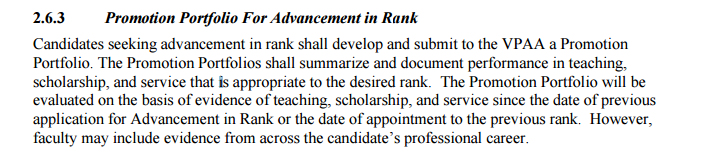 2.6.3 Promotion Portfolio For Advancement in Rank
Candidates seeking advancement in rank shall develop and submit to the VPAA a Promotion
Portfolio. The Promotion Portfolios shall summarize and document performance in teaching,
scholarship, and service that is appropriate to the desired rank. The Promotion Portfolio will be
evaluated on the basis of evidence of teaching, scholarship, and service since the date of previous
application for Advancement in Rank or the date of appointment to the previous rank. However,
faculty may include evidence from across the candidate's professional career.